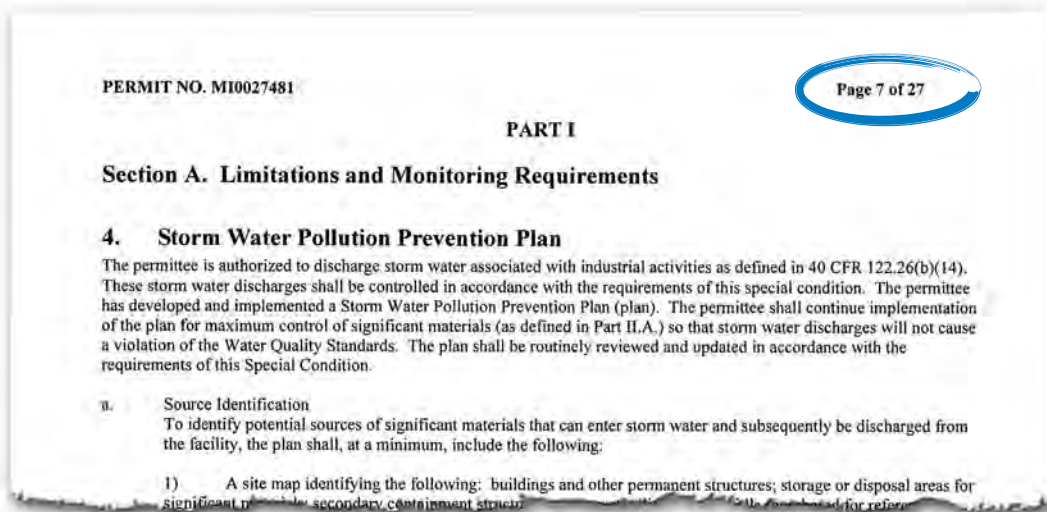 PERMIT NO. MI0027481
Page 7 of 27
PART I
Section A. Limitations and Monitoring Requirements
4. Storm Water Pollution Prevention Plan
The permittee is authorized to discharge storm water associated with industrial activities as defined in 40 CFR 122.26(b)(14).
These storm water discharges shall be controlled in accordance with the requirements of this special condition. The permittee
has developed and implemented a Storm Water Pollution Prevention Plan (plan). The permittee shall continue implementation
of the plan for maximum control of significant materials (as defined in Part II.A.) so that storm water discharges will not cause
a violation of the Water Quality Standards. The plan shall be routinely reviewed and updated in accordance with the
requirements of this Special Condition.
a. Source Identification
To identify potential sources of significant materials that can enter storm water and subsequently be discharged from
the facility, the plan shall, at a minimum, include the following:
1) A site map identifying the following: buildings and other permanent structures; storage or disposal areas for
significant secondary containment for